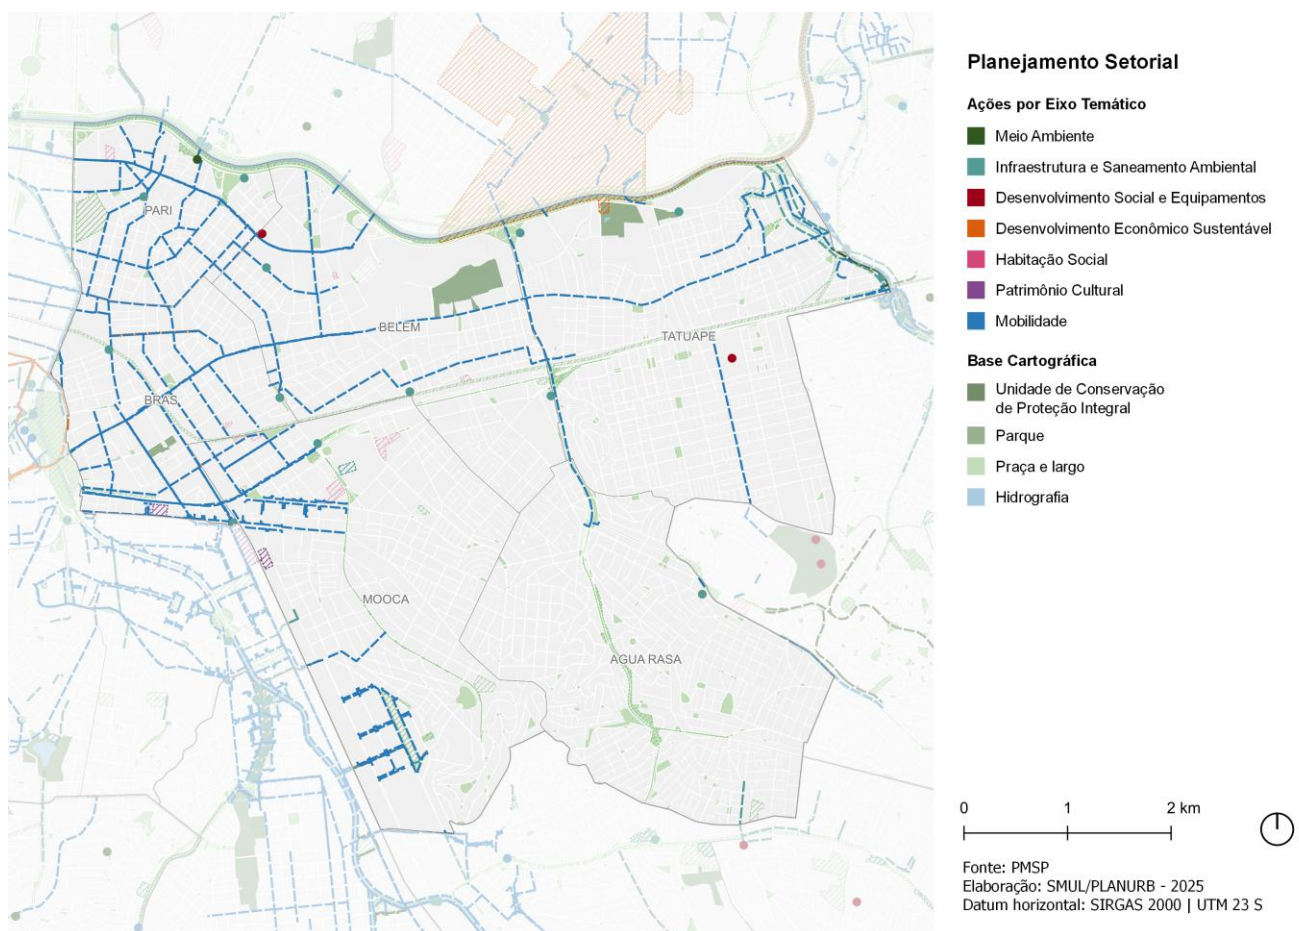 Planejamento Setorial
Ações por Eixo Temático
Meio Ambiente
Infraestrutura e Saneamento Ambiental
Desenvolvimento Social e Equipamentos
Desenvolvimento Econômico Sustentável
Habitação Social
Patrimônio Cultural
Mobilidade
Base Cartográfica
Unidade de Conservação
de Proteção Integral
Parque
Praça e largo
Hidrografia
PARI
BELEM
TATUAPE
BRAS
MOOCA
AGUA RASA
0 1 2 km
Fonte: PMSP
Elaboração: SMUL/PLANURB - 2025
Datum horizontal: SIRGAS 2000 | UTM 23 S